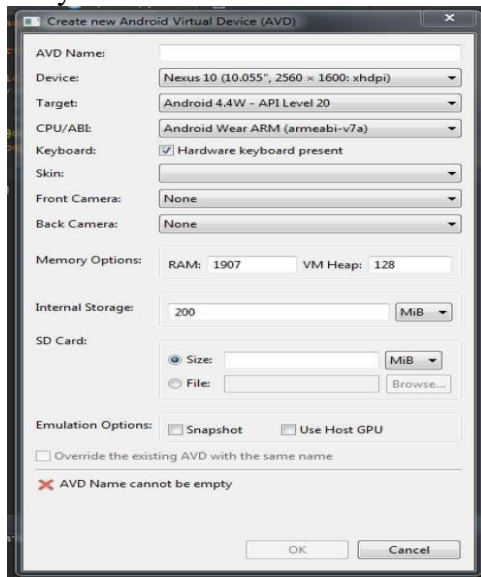 Create new Android Virtual Device (AVD)
AVD Name:
Device: Nexus 10 (10.055", 2560 × 1600: xhdpi)
Target: Android 4.4W - API Level 20
CPU/ABI: Android Wear ARM (armeabi-v7a)
Keyboard: Hardware keyboard present
Skin:
Front Camera: None
Back Camera: None
Memory Options: RAM: 1907 VM Heap: 128
Internal Storage: 200 MiB
SD Card:
Size: MiB
File: Browse...
Emulation Options: Snapshot Use Host GPU
Override the existing AVD with the same name
AVD Name cannot be empty
OK Cancel